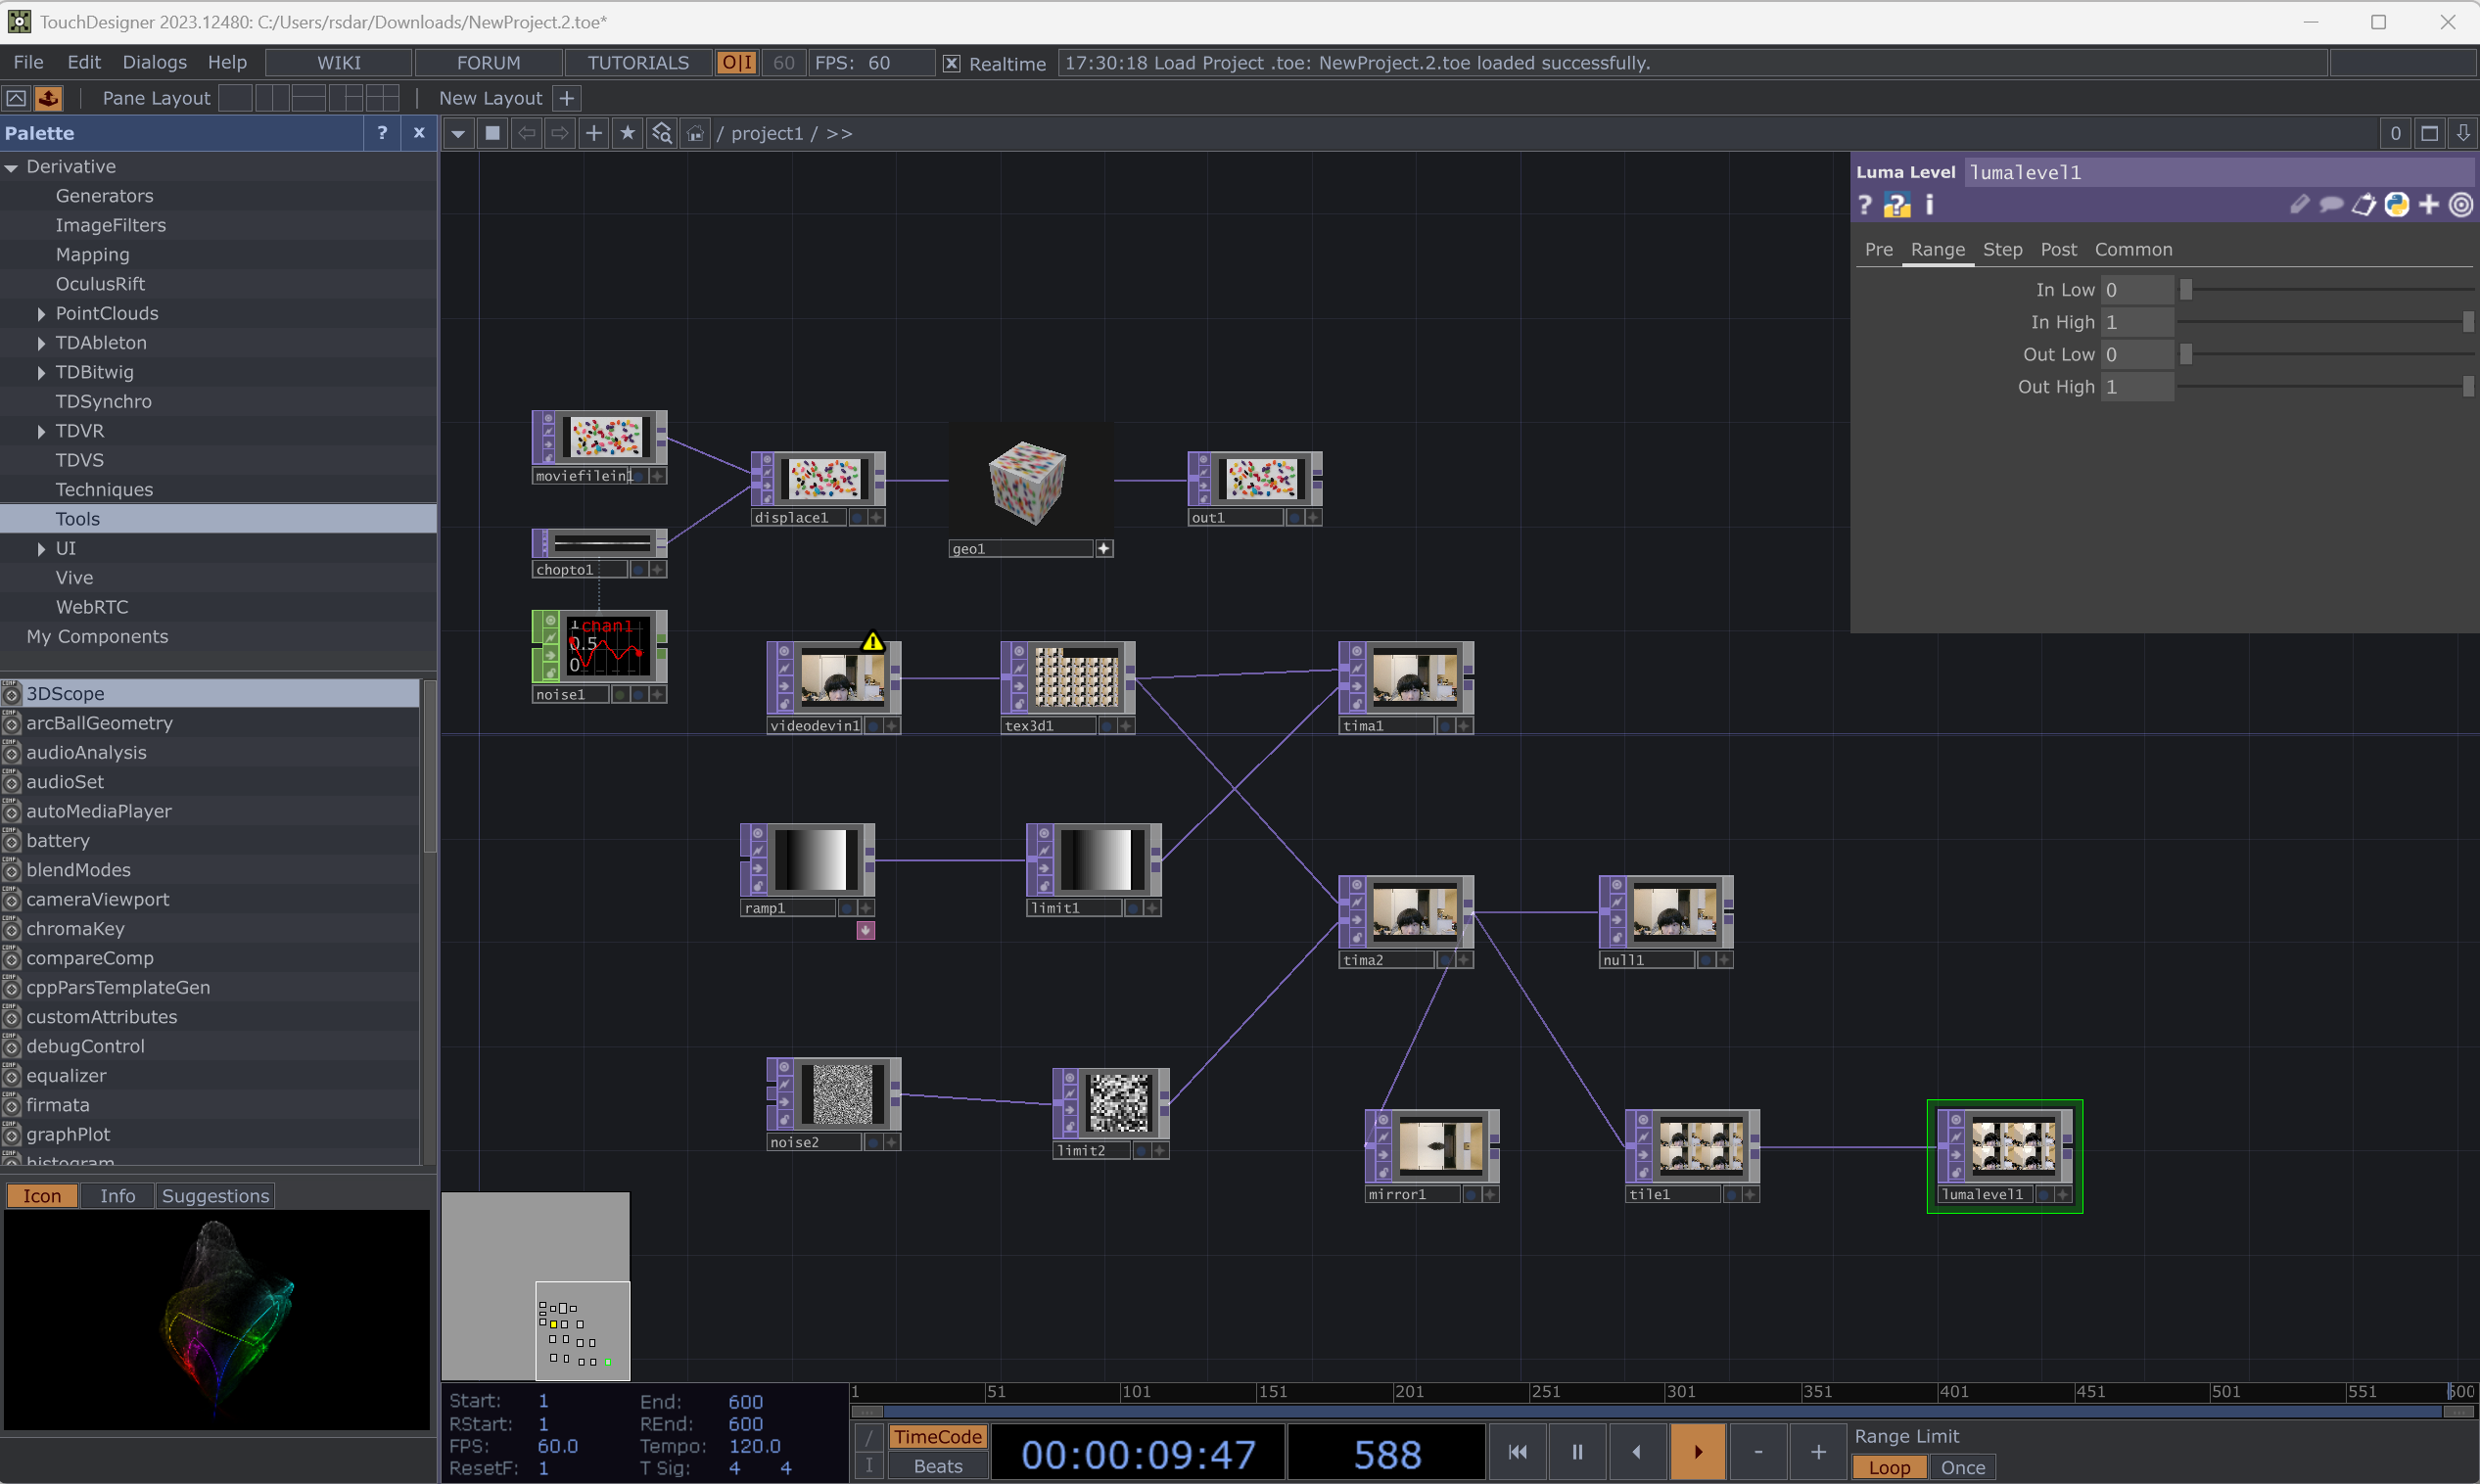 TouchDesigner 2023.12480: C:/Users/rsdar/Downloads/NewProject.2.toe*
File Edit Dialogs Help WIKI FORUM TUTORIALS O|I 60 FPS: 60 Realtime 17:30:18 Load Project .toe: NewProject.2.toe loaded successfully.
Pane Layout New Layout +
Palette ? x
/ project1 / >> 0
Derivative
Generators
ImageFilters
Mapping
OculusRift
PointClouds
TDAbleton
TDBitwig
TDSynchro
TDVR
TDVS
Techniques
Tools
UI
Vive
WebRTC
My Components
3DScope
arcBallGeometry
audioAnalysis
audioSet
autoMediaPlayer
battery
blendModes
cameraViewport
chromaKey
compareComp
cppParsTemplateGen
customAttributes
debugControl
equalizer
firmata
graphPlot
histogram
Icon Info Suggestions
Luma Level lumalevel1
? ? i
Pre Range Step Post Common
In Low 0
In High 1
Out Low 0
Out High 1
moviefilein1
displace1
geo1
out1
chopto1
1 chan1
0.5
0
noise1
videodevin1
tex3d1
tima1
ramp1
limit1
tima2
null1
noise2
limit2
mirror1
tile1
lumalevel1
Start: 1 End: 600
RStart: 1 REnd: 600
FPS: 60.0 Tempo: 120.0
ResetF: 1 T Sig: 4 4
1 51 101 151 201 251 301 351 401 451 501 551 600
/ TimeCode
I Beats
00:00:09:47 588
- +
Range Limit
Loop Once